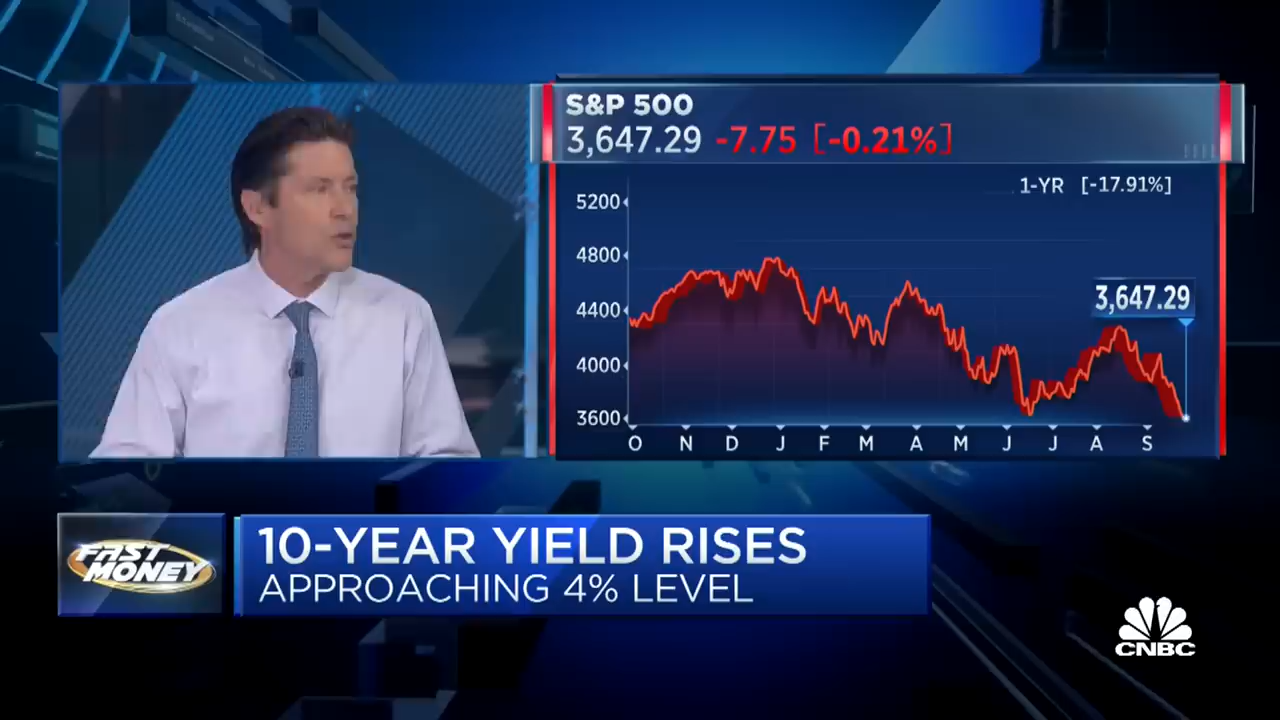 S&P 500
3,647.29 -7.75 [-0.21%]
1-YR [-17.91%]
5200
4800
4400
4000
3600
3,647.29
O N D J F M A M J J A S
FAST MONEY
10-YEAR YIELD RISES
APPROACHING 4% LEVEL
CNBC